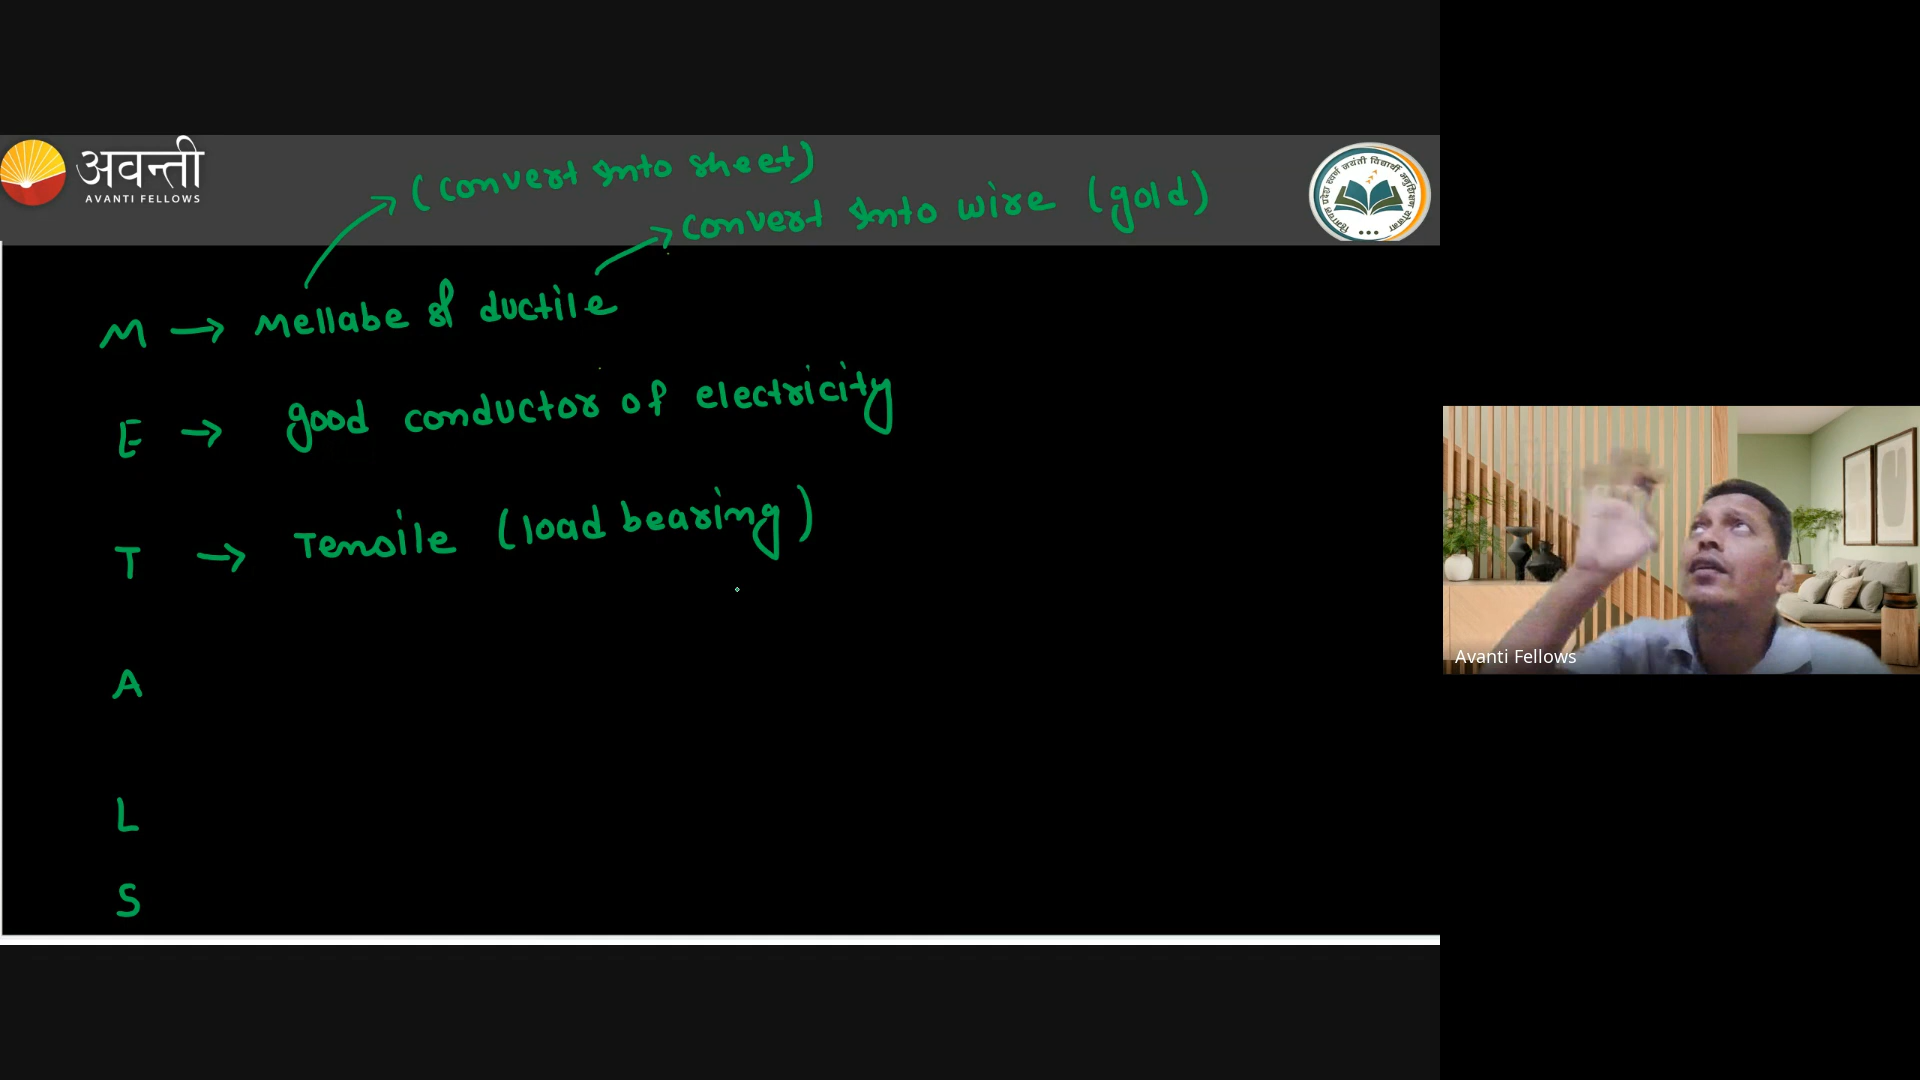 अवन्ती
AVANTI FELLOWS
(Convert Into sheet)
Convert Into wire (gold)
M → Mellabe & ductile
E → good conductor of electricity
T → Tensile (load bearing)
A
L
S
Avanti Fellows